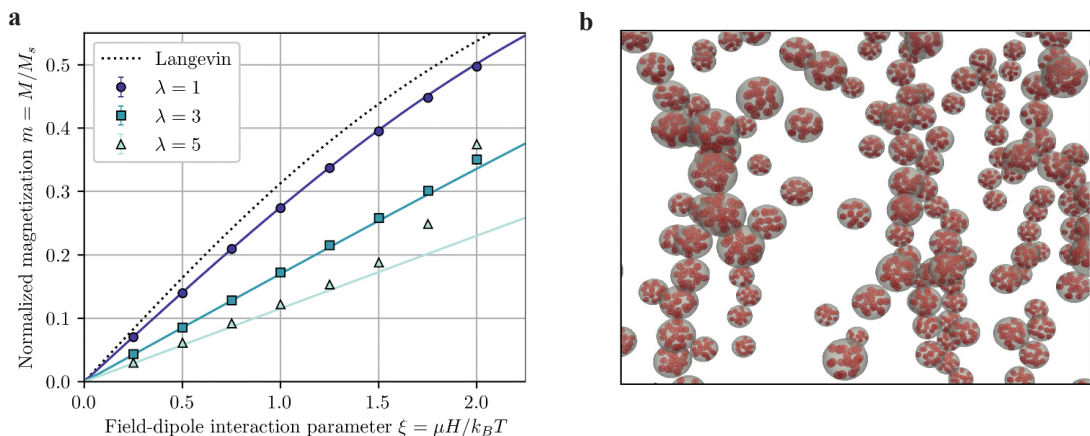 a
b
Normalized magnetization m = M/Mₛ
0.5
0.4
0.3
0.2
0.1
0.0
Langevin
λ = 1
λ = 3
λ = 5
0.0 0.5 1.0 1.5 2.0
Field-dipole interaction parameter ξ = μH/k_BT